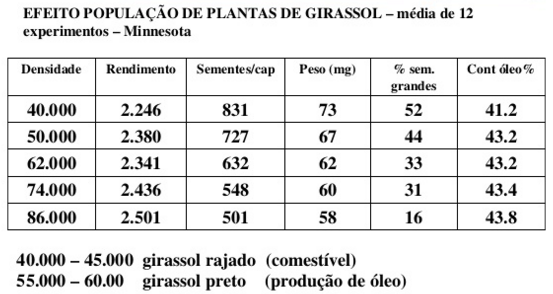 EFEITO POPULAÇÃO DE PLANTAS DE GIRASSOL – média de 12
experimentos – Minnesota
Densidade Rendimento Sementes/cap Peso (mg) % sem. grandes Cont óleo%
40.000 2.246 831 73 52 41.2
50.000 2.380 727 67 44 43.2
62.000 2.341 632 62 33 43.2
74.000 2.436 548 60 31 43.4
86.000 2.501 501 58 16 43.8
40.000 – 45.000 girassol rajado (comestível)
55.000 – 60.00 girassol preto (produção de óleo)